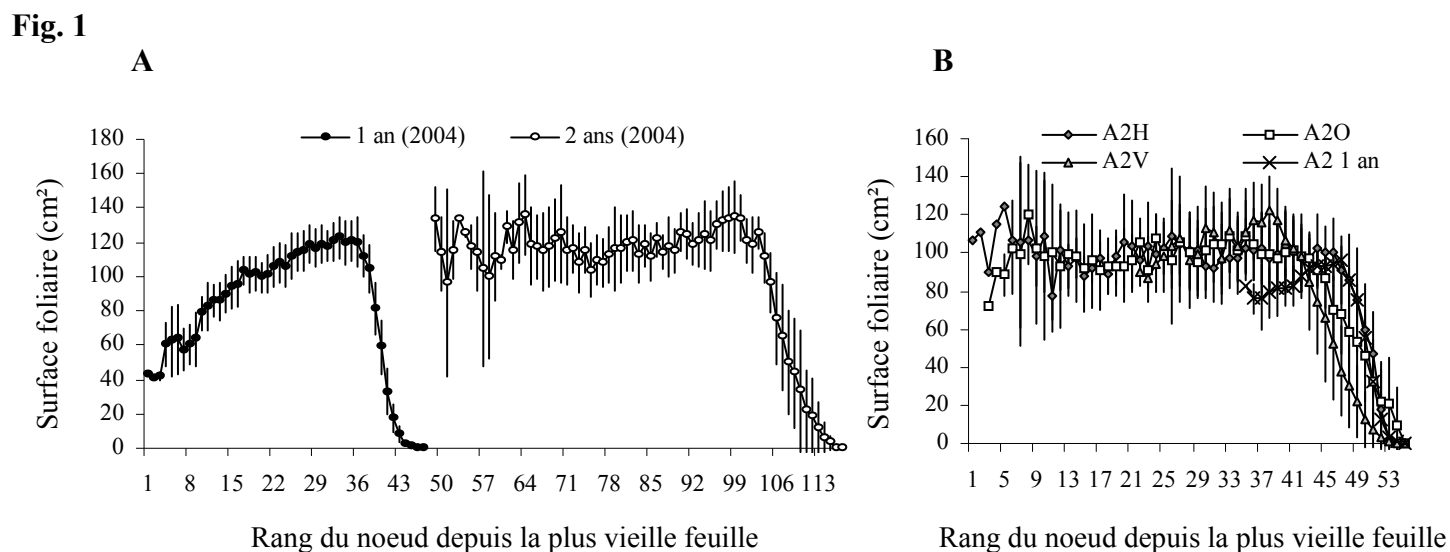 Fig. 1
A
B
1 an (2004)
2 ans (2004)
A2H
A2O
A2V
A2 1 an
Surface foliaire (cm²)
180
160
140
120
100
80
60
40
20
0
1 8 15 22 29 36 43 50 57 64 71 78 85 92 99 106 113
Rang du noeud depuis la plus vieille feuille
Surface foliaire (cm²)
160
140
120
100
80
60
40
20
0
1 5 9 13 17 21 25 29 33 37 41 45 49 53
Rang du noeud depuis la plus vieille feuille